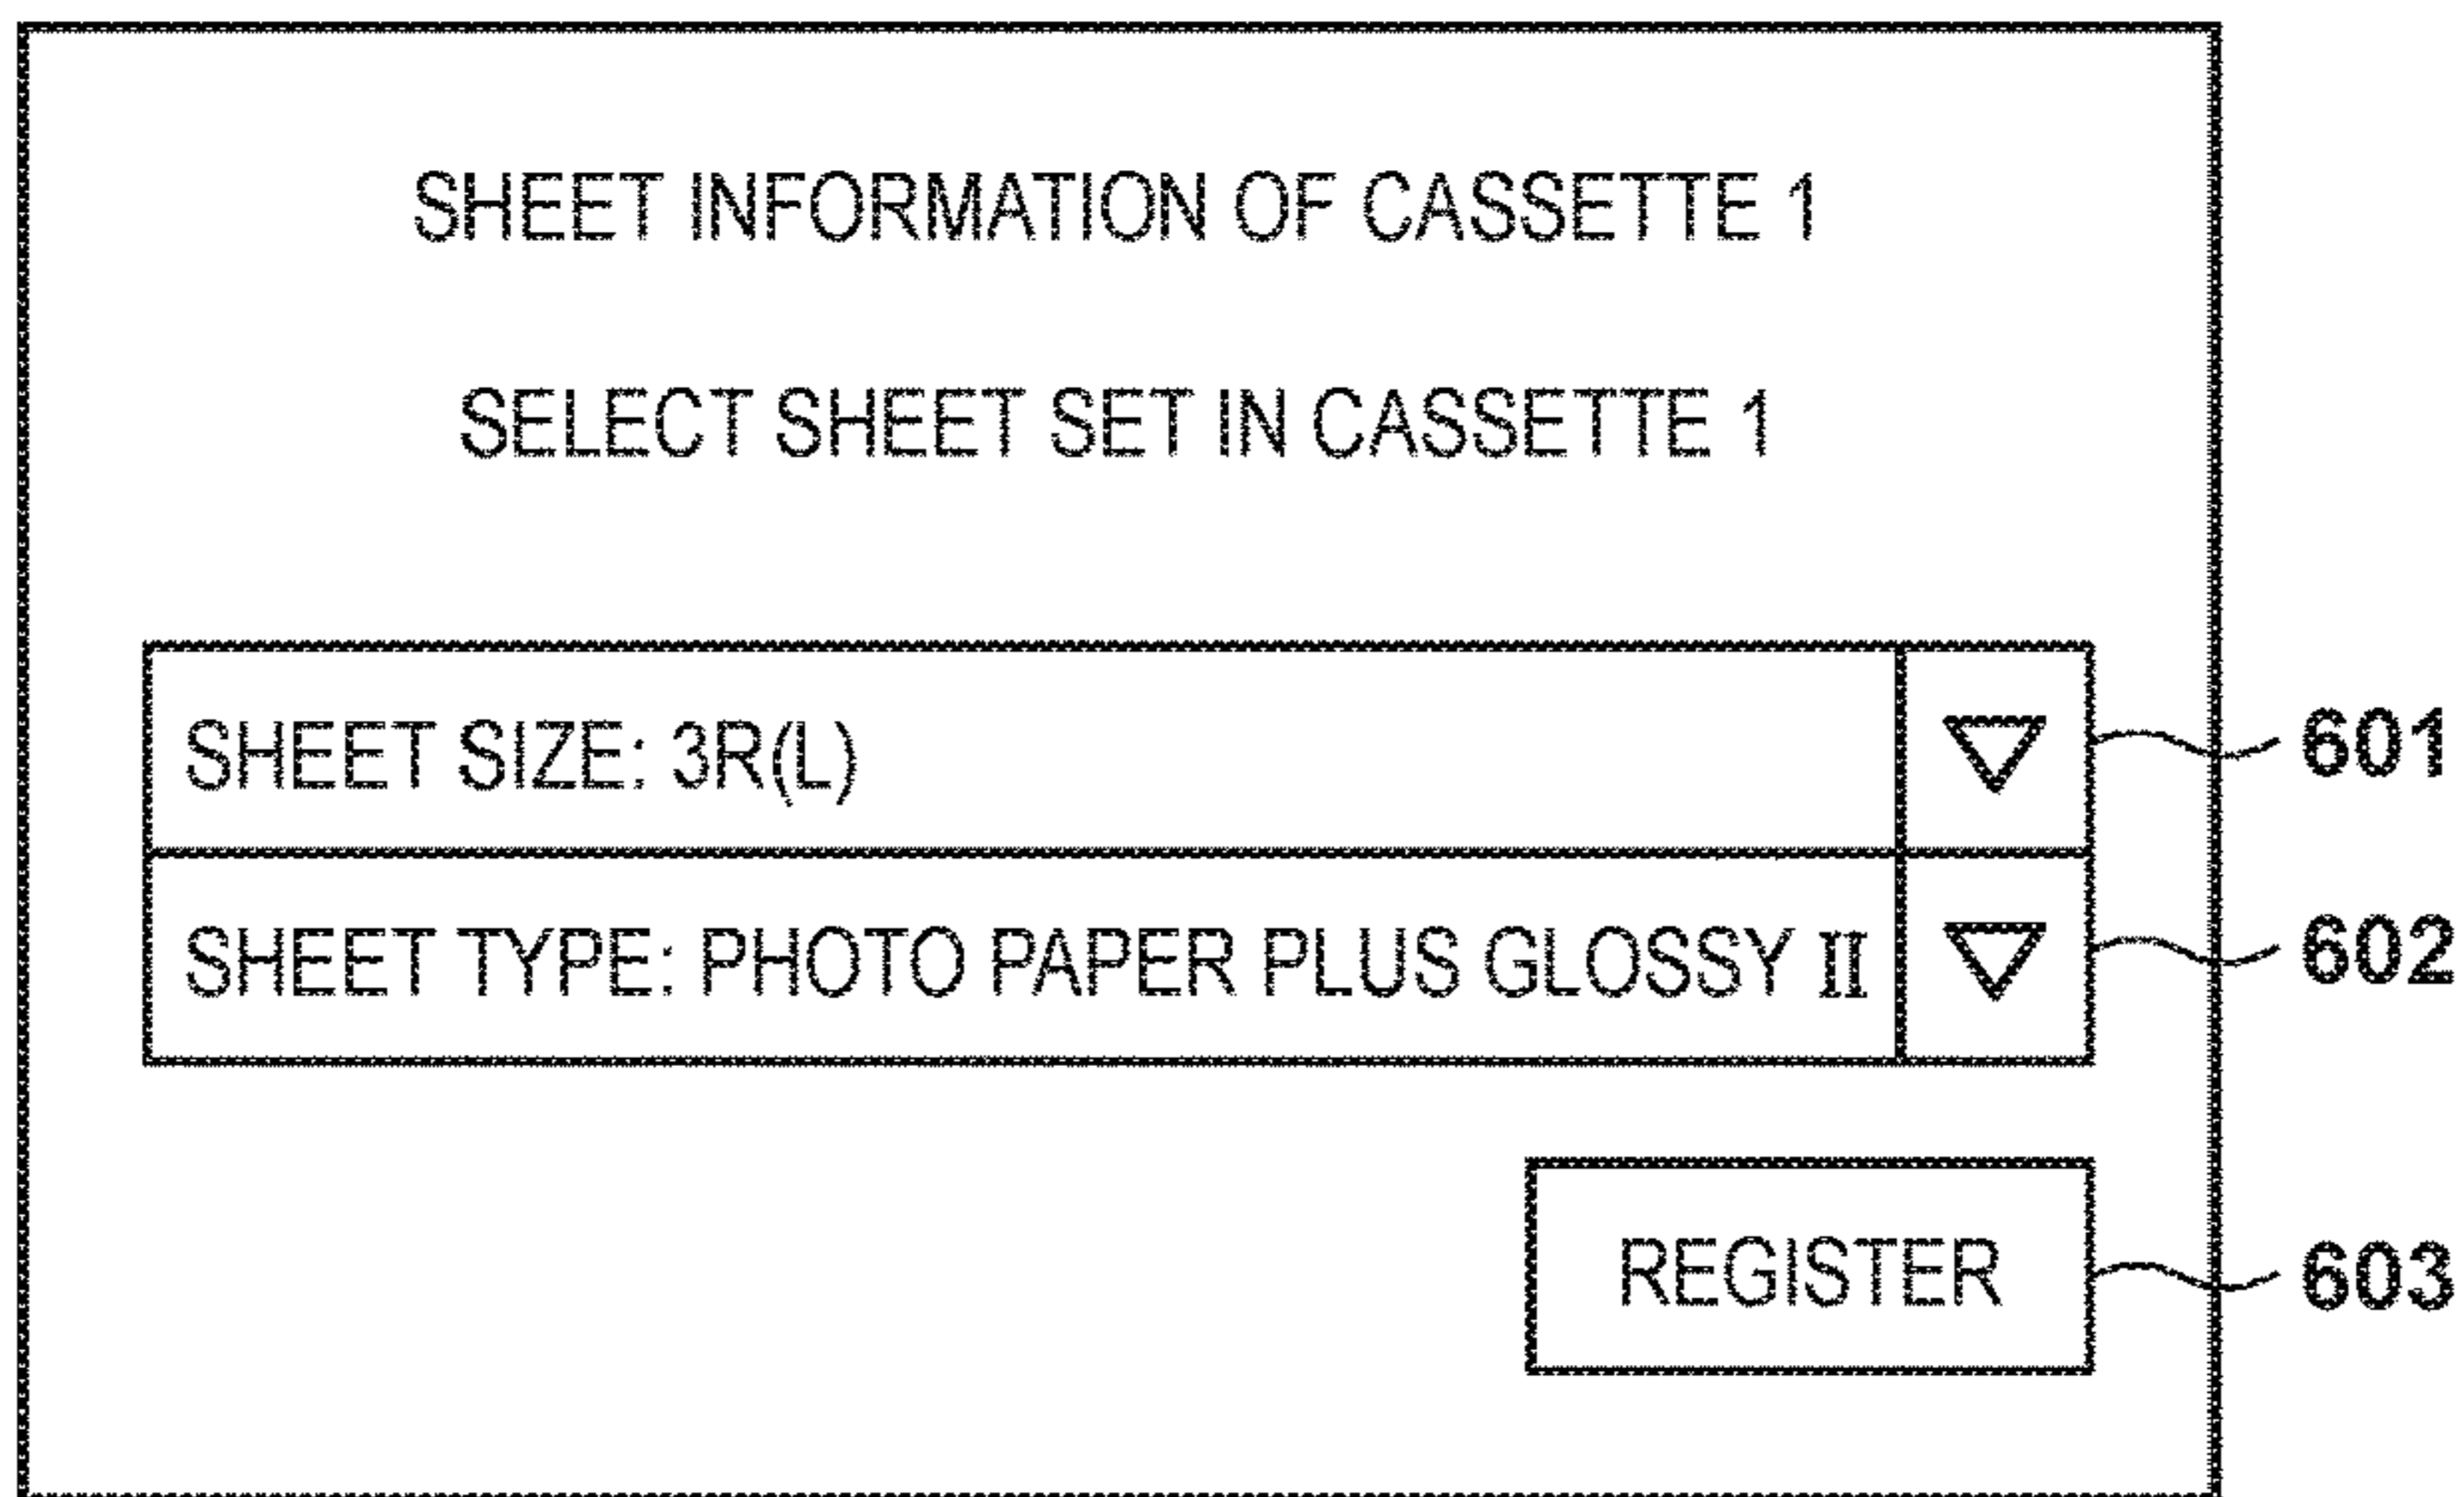 SHEET INFORMATION OF CASSETTE 1
SELECT SHEET SET IN CASSETTE 1
SHEET SIZE: 3R(L)
601
SHEET TYPE: PHOTO PAPER PLUS GLOSSY II
602
REGISTER
603